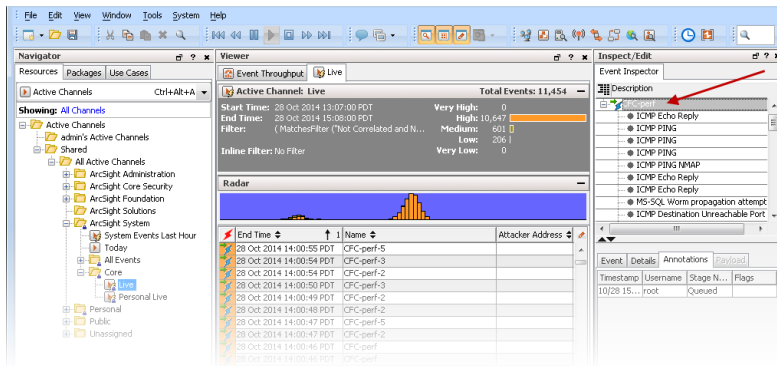 File Edit View Window Tools System Help
Navigator
Resources Packages Use Cases
Active Channels Ctrl+Alt+A
Showing: All Channels
Active Channels
admin's Active Channels
Shared
All Active Channels
ArcSight Administration
ArcSight Core Security
ArcSight Foundation
ArcSight Solutions
ArcSight System
System Events Last Hour
Today
All Events
Core
Live
Personal Live
Personal
Public
Unassigned
Viewer
Event Throughput Live
Active Channel: Live Total Events: 11,454
Start Time: 28 Oct 2014 13:07:00 PDT Very High: 0
End Time: 28 Oct 2014 15:08:00 PDT High: 10,647
Filter: ( MatchesFilter ("Not Correlated and N... Medium: 601
Low: 206
Inline Filter: No Filter Very Low: 0
Radar
End Time 1 Name Attacker Address
28 Oct 2014 14:00:55 PDT CFC-perf-5
28 Oct 2014 14:00:54 PDT CFC-perf-3
28 Oct 2014 14:00:54 PDT CFC-perf-2
28 Oct 2014 14:00:50 PDT CFC-perf-3
28 Oct 2014 14:00:49 PDT CFC-perf-2
28 Oct 2014 14:00:48 PDT CFC-perf-2
28 Oct 2014 14:00:47 PDT CFC-perf-5
28 Oct 2014 14:00:47 PDT CFC-perf-2
28 Oct 2014 14:00:46 PDT CFC-perf-2
Inspect/Edit
Event Inspector
Description
CFC-perf
ICMP Echo Reply
ICMP PING
ICMP PING
ICMP PING
ICMP PING NMAP
ICMP Echo Reply
ICMP Echo Reply
MS-SQL Worm propagation attempt
ICMP Destination Unreachable Port
Event Details Annotations Payload
Timestamp Username Stage N... Flags
10/28 15... root Queued